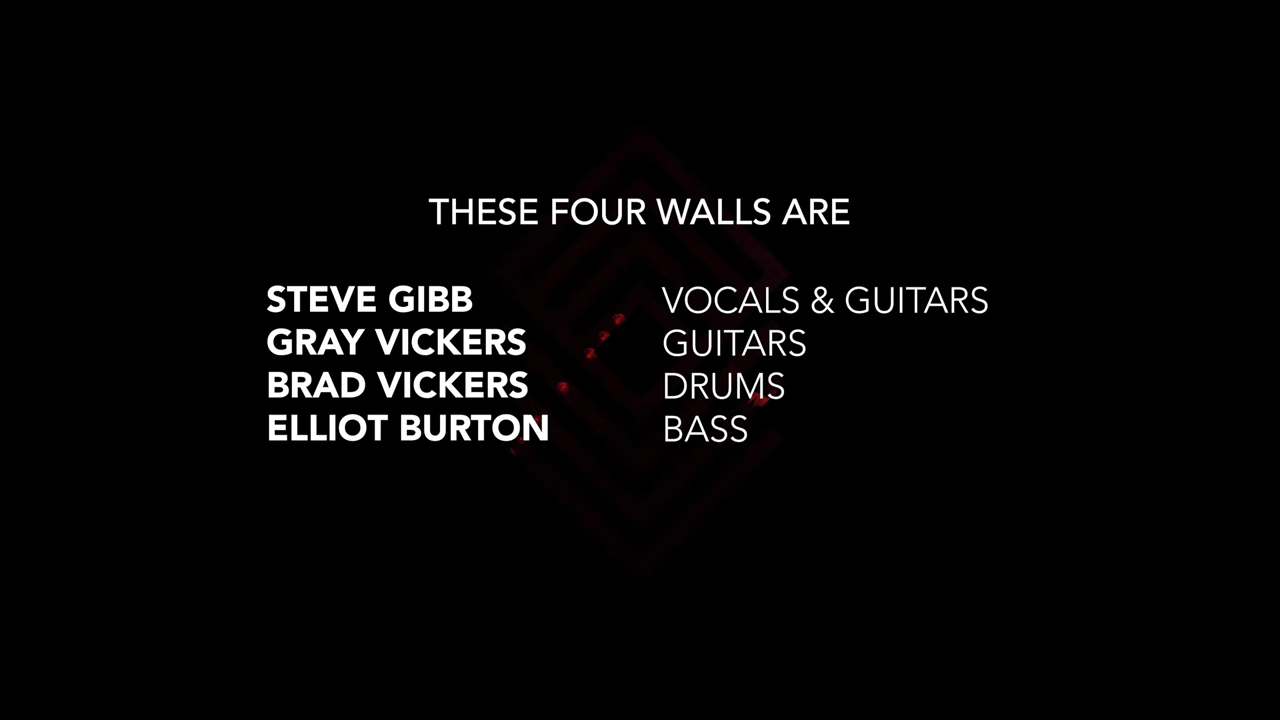 THESE FOUR WALLS ARE
STEVE GIBB VOCALS & GUITARS
GRAY VICKERS GUITARS
BRAD VICKERS DRUMS
ELLIOT BURTON BASS